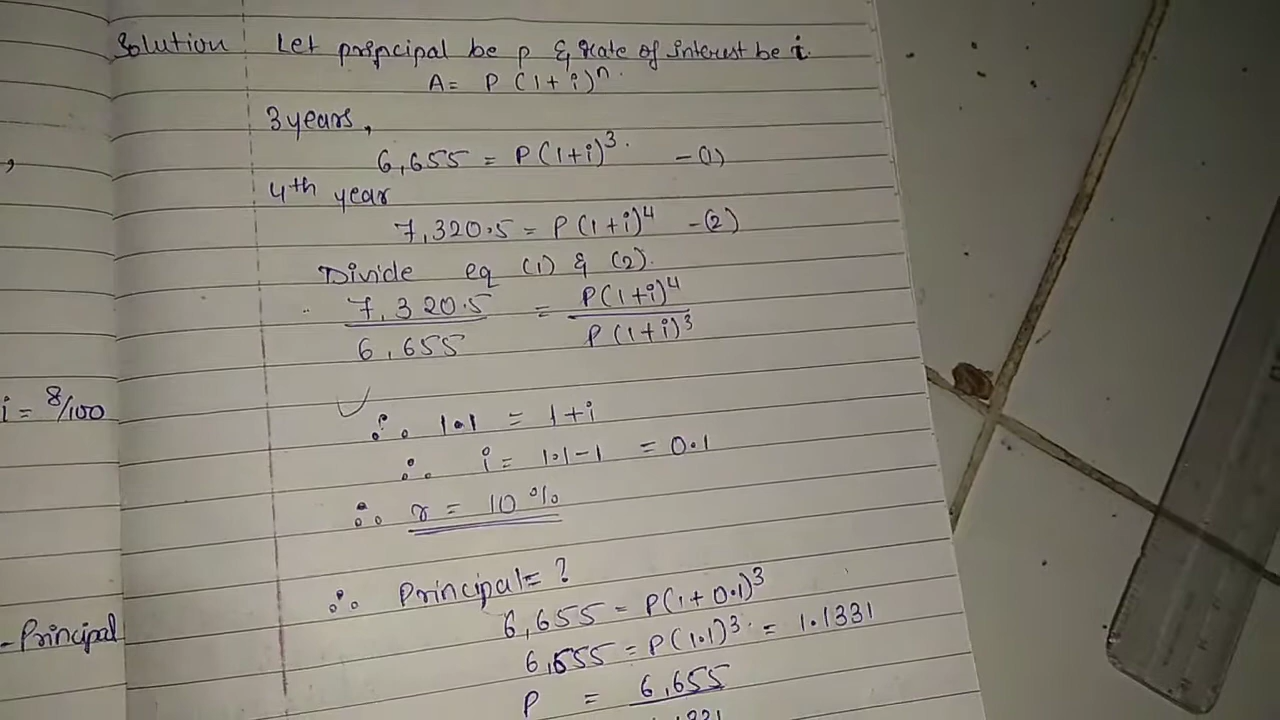 Solution Let principal be p & rate of interest be i.
A = P (1 + i)^n.
,
3 years,
6,655 = P(1+i)^3. - (1)
4th year
7,320.5 = P(1+i)^4 - (2)
Divide eq (1) & (2).
7,320.5 / 6,655 = P(1+i)^4 / P(1+i)^3
i = 8/100
∴ 1.1 = 1+i
∴ i = 1.1-1 = 0.1
∴ r = 10%
∴ Principal = ?
6,655 = P(1+0.1)^3
- Principal
6,655 = P(1.1)^3. = 1.1331
P = 6,655